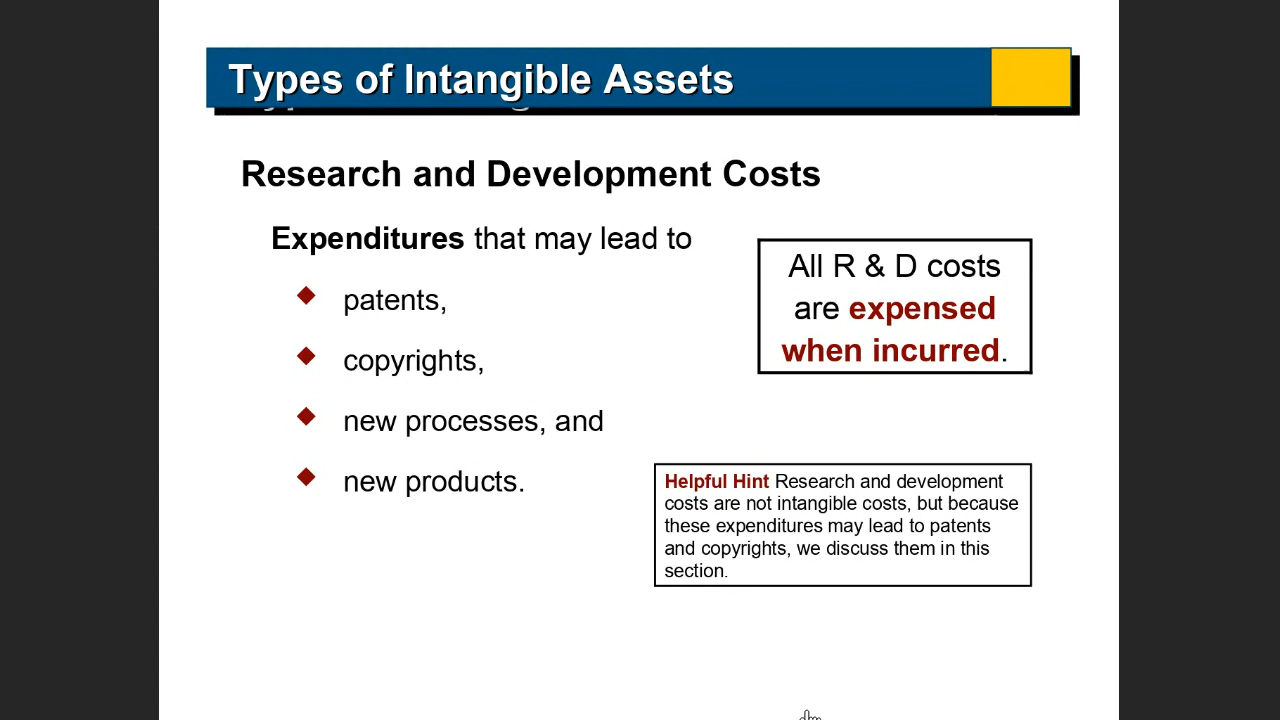 Types of Intangible Assets
Research and Development Costs
Expenditures that may lead to
patents,
copyrights,
new processes, and
new products.
All R & D costs
are expensed
when incurred.
Helpful Hint Research and development
costs are not intangible costs, but because
these expenditures may lead to patents
and copyrights, we discuss them in this
section.